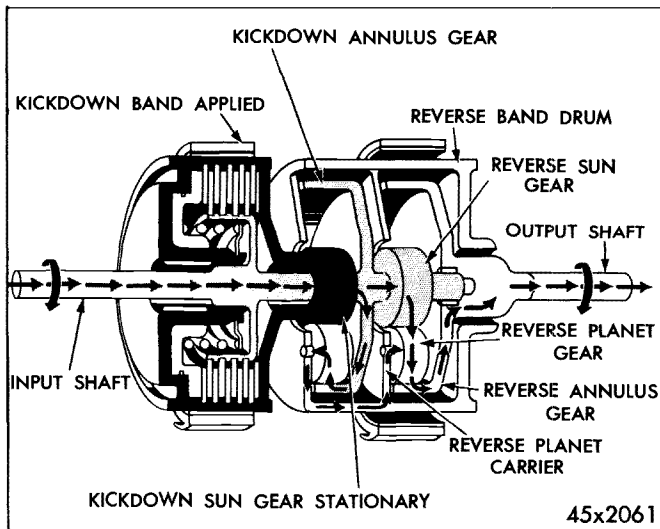 KICKDOWN ANNULUS GEAR
KICKDOWN BAND APPLIED
REVERSE BAND DRUM
REVERSE SUN
GEAR
OUTPUT SHAFT
INPUT SHAFT
REVERSE PLANET
GEAR
REVERSE ANNULUS
GEAR
REVERSE PLANET
CARRIER
KICKDOWN SUN GEAR STATIONARY
45x2061